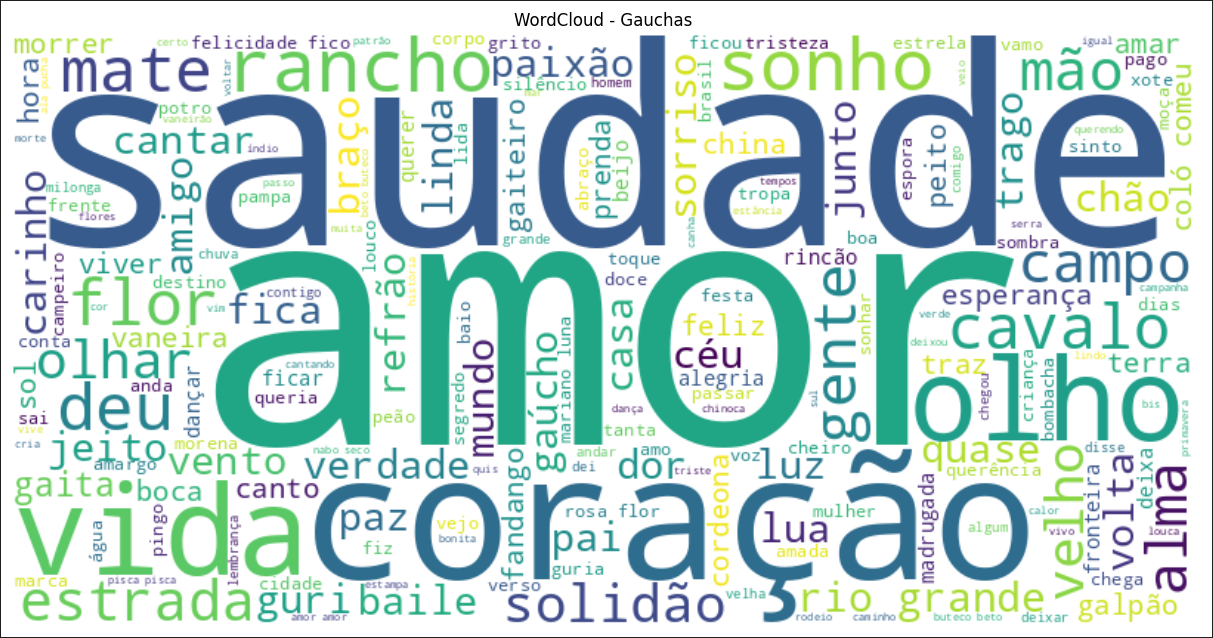 WordCloud - Gauchas
morrer
certo
felicidade fico
patrão
corpo
grito
ficou
tristeza
estrela
vamo
igual
amar
hora
mate
rancho
voltar
paixão
silêncio
homem
sorriso
brasil
sonho
veio
mão
pago
xote
moça
comeu
coló
saudade
morte
potro
vaneirão
cantar
índio
braço
querer
linda
lida
gaiteiro
abraço
prenda
beijo
china
tropa
tempos
estância
junto
espora
peito
comigo
trago
querendo
sinto
chão
milonga
frente
flores
amigo
passo
pampa
beto buteco
muita
louco
grande
canha
boa
serra
sombra
carinho
campeiro
viver
chuva
destino
toque
doce
rincão
campo
amor
flor
cor
vim
fica
contigo
refrão
história
baio
casa
festa
feliz
céu
alegria
passar
chinoca
gente
sonhar
verde
deixou
esperança
campanha
dias
cavalo
conta
vaneira
olhar
sol
sai
vive
cria
deu
anda
dançar
cantando
ficar
queria
peão
segredo
mundo
gaúcho
mariano luna
dança
tanta
sul
traz
chegou
criança
bombacha
lindo
terra
bis
primavera
olho
jeito
morena
nabo seco
amargo
vento
verdade
quis
andar
dei
amo
dor
triste
voz
luz
cheiro
quase
querência
disse
gaita
boca
canto
fandango
cordeona
mulher
velho
fronteira
volta
deixa
alma
vida
água
pingo
lembrança
coração
paz
fiz
vejo
bonita
rosa flor
pai
guria
lua
amada
madrugada
algum
calor
vivo
louca
chega
marca
pisca pisca
cidade
estampa
verso
velha
estrada
guri
amor amor
baile
solidão
rodeio
rio grande
caminho
buteco beto
deixar
galpão